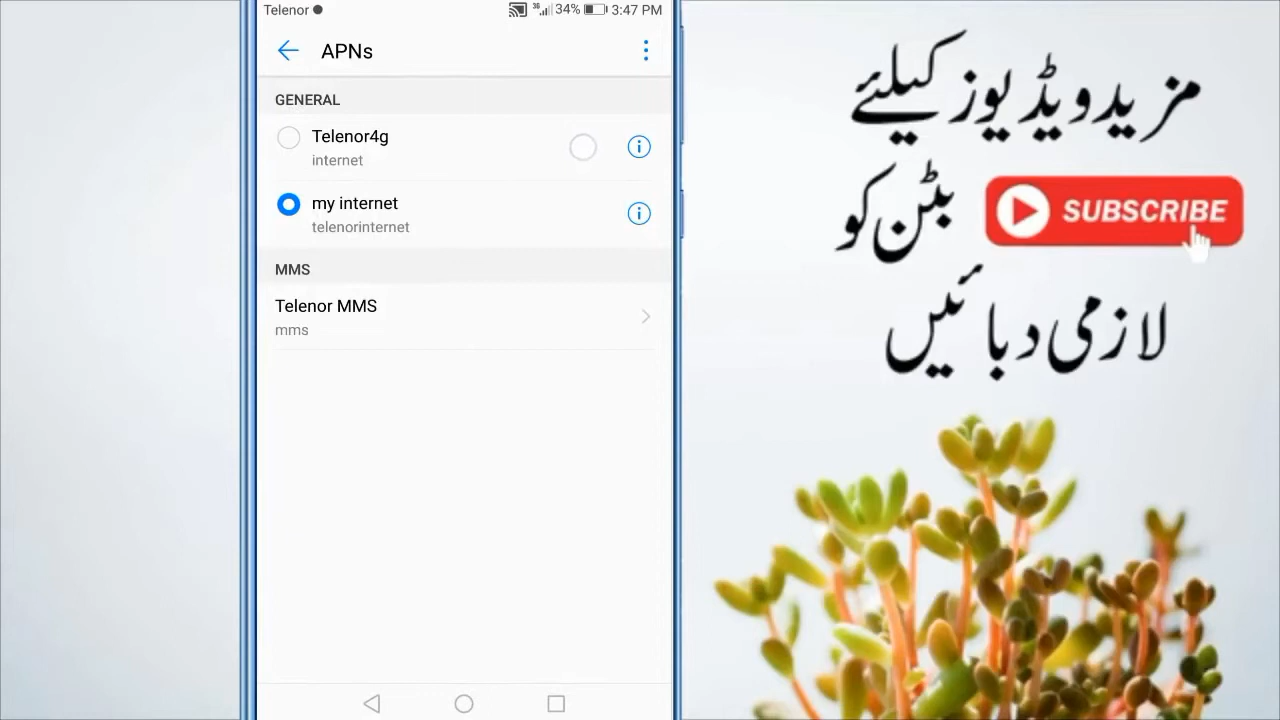 Telenor 3G 34% 3:47 PM
APNs
GENERAL
Telenor4g
internet
my internet
telenorinternet
MMS
Telenor MMS
mms
مزید ویڈیوز کیلئے
SUBSCRIBE بٹن کو
لازمی دبائیں